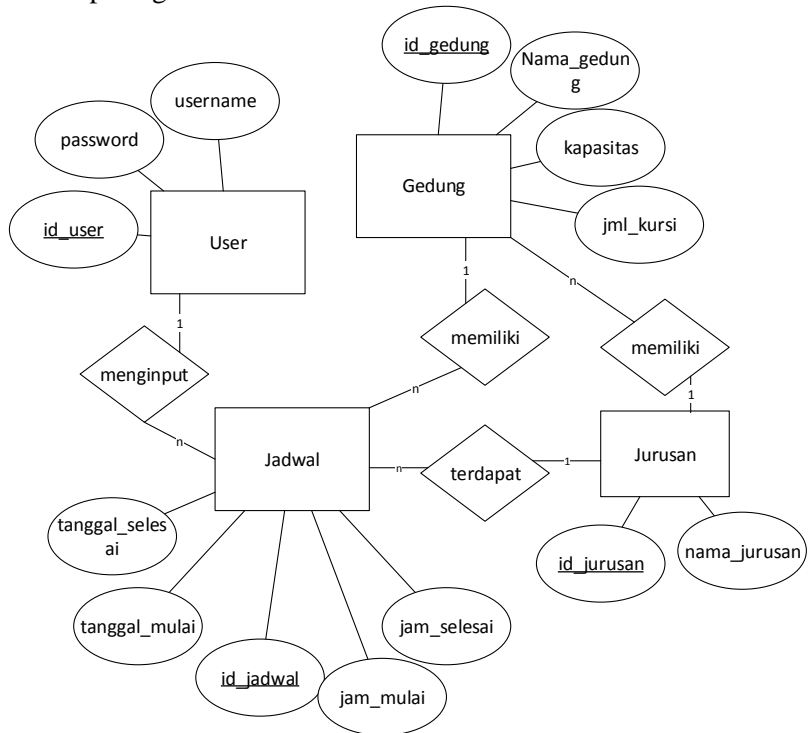 id_gedung
Nama_gedun
g
username
password
kapasitas
Gedung
id_user
User
jml_kursi
1
n
1
memiliki
memiliki
menginput
n
1
n
Jadwal
n
terdapat
1
Jurusan
tanggal_seles
ai
id_jurusan
nama_jurusan
tanggal_mulai
jam_selesai
id_jadwal
jam_mulai